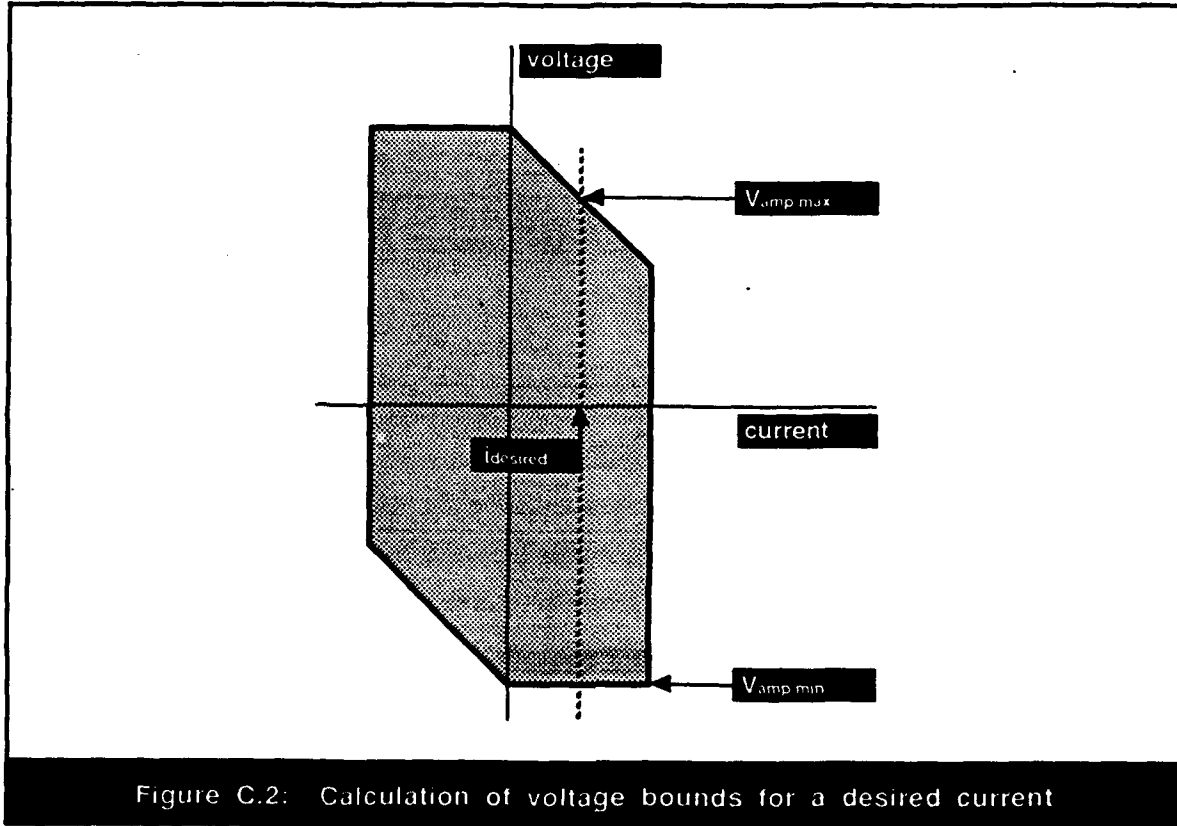 voltage
Vamp max
current
idesired
Vamp min
Figure C.2: Calculation of voltage bounds for a desired current